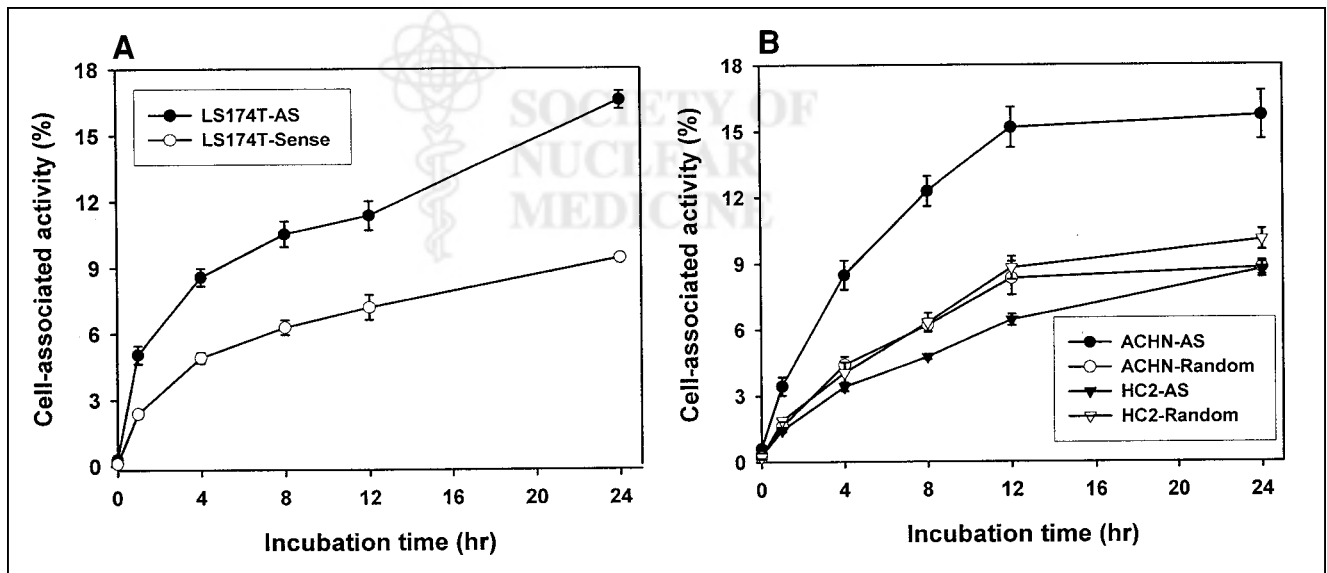 A
18
15
12
9
6
3
0
Cell-associated activity (%)
LS174T-AS
LS174T-Sense
0 4 8 12 16 20 24
Incubation time (hr)
SOCIETY OF
NUCLEAR
MEDICINE
B
18
15
12
9
6
3
0
Cell-associated activity (%)
ACHN-AS
ACHN-Random
HC2-AS
HC2-Random
0 4 8 12 16 20 24
Incubation time (hr)